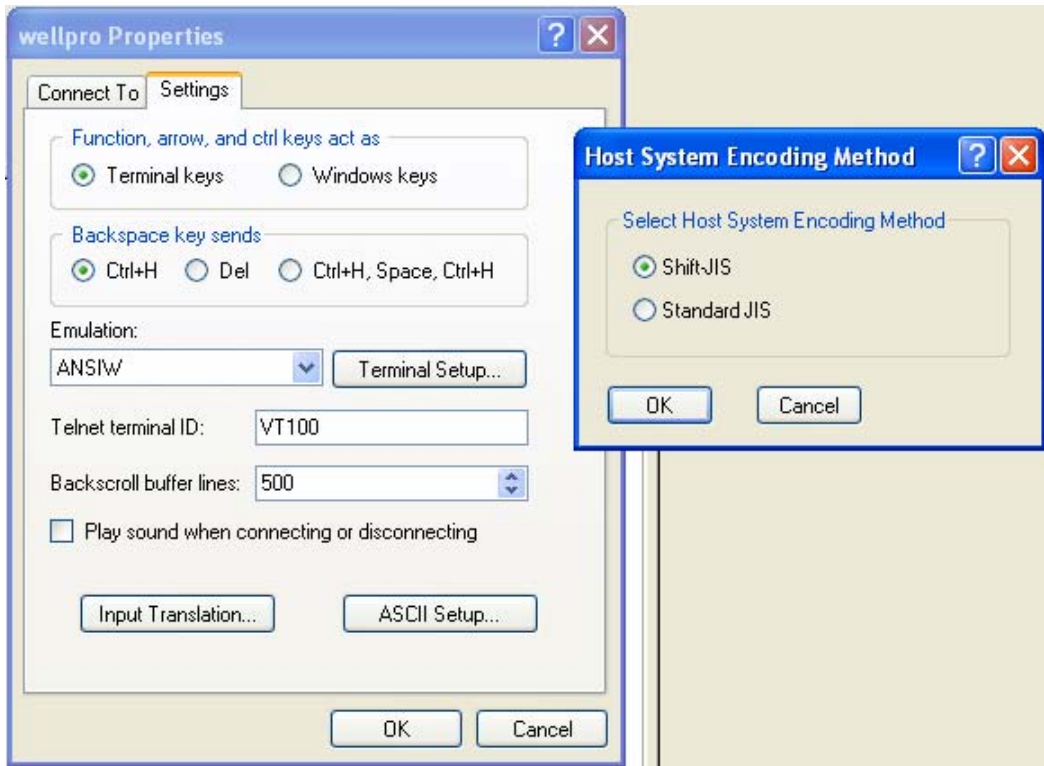 wellpro Properties
Connect To Settings
Function, arrow, and ctrl keys act as
Terminal keys Windows keys
Backspace key sends
Ctrl+H Del Ctrl+H, Space, Ctrl+H
Emulation:
ANSIW Terminal Setup...
Telnet terminal ID: VT100
Backscroll buffer lines: 500
Play sound when connecting or disconnecting
Input Translation... ASCII Setup...
OK Cancel
Host System Encoding Method
Select Host System Encoding Method
Shift-JIS
Standard JIS
OK Cancel